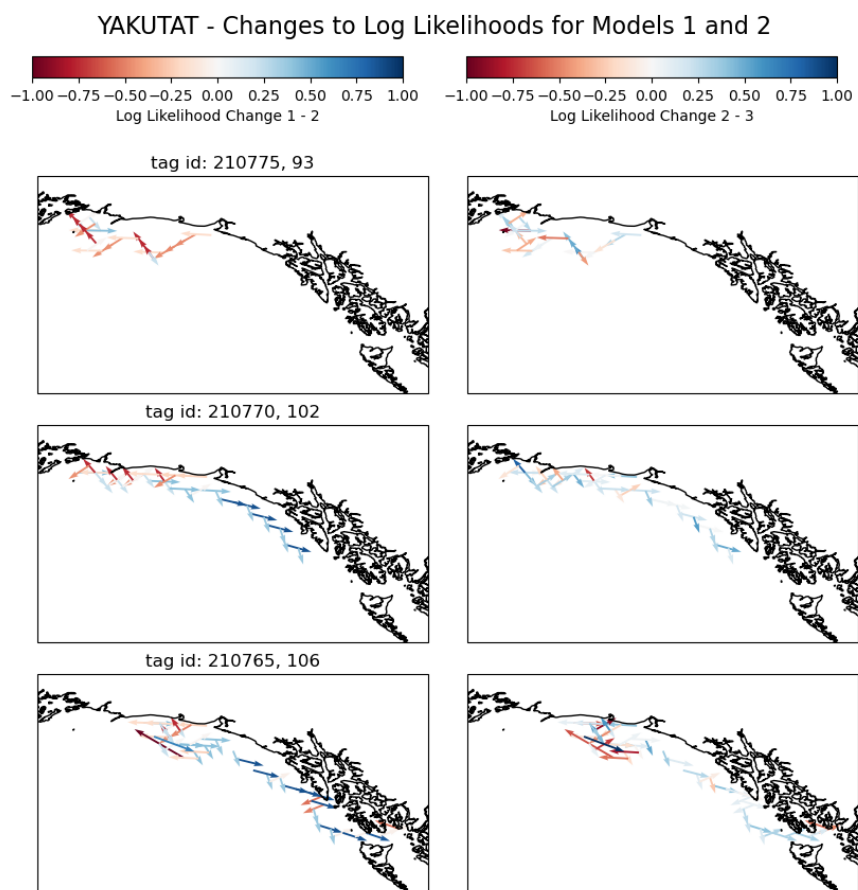 YAKUTAT - Changes to Log Likelihoods for Models 1 and 2
−1.00 −0.75 −0.50 −0.25 0.00 0.25 0.50 0.75 1.00
Log Likelihood Change 1 - 2
−1.00 −0.75 −0.50 −0.25 0.00 0.25 0.50 0.75 1.00
Log Likelihood Change 2 - 3
tag id: 210775, 93
tag id: 210770, 102
tag id: 210765, 106